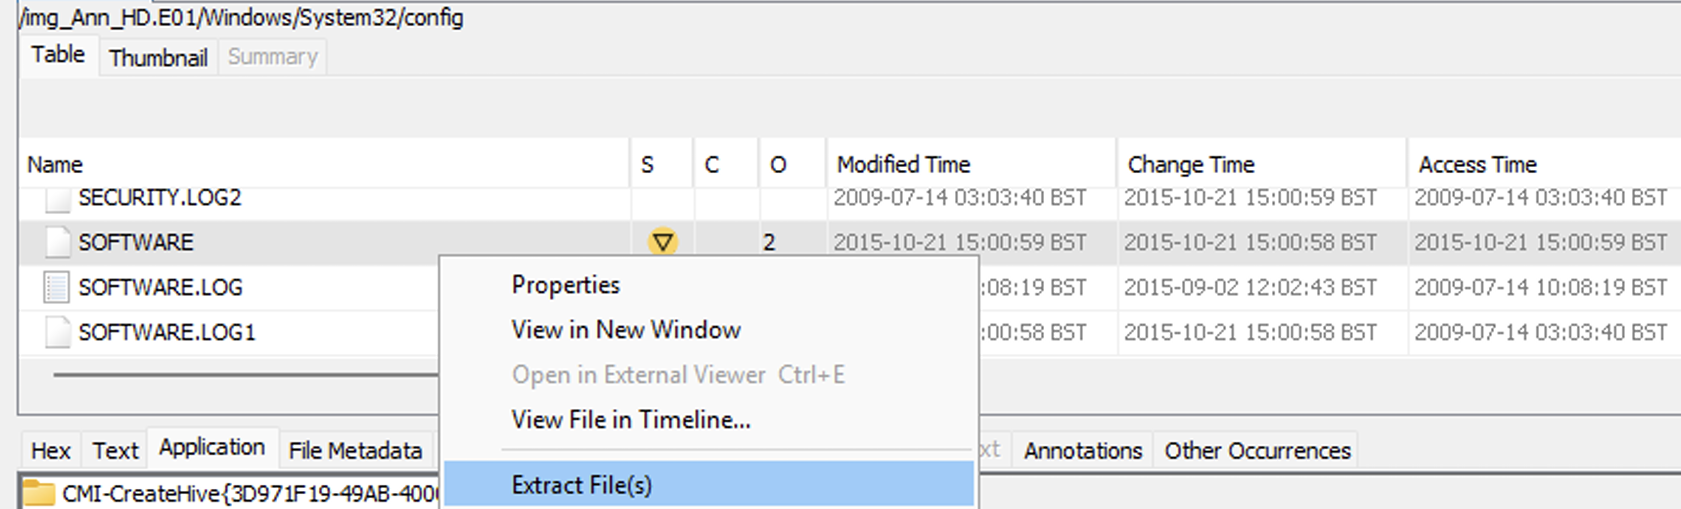 /img_Ann_HD.E01/Windows/System32/config
Table Thumbnail Summary
Name S C O Modified Time Change Time Access Time
SECURITY.LOG2 2009-07-14 03:03:40 BST 2015-10-21 15:00:59 BST 2009-07-14 03:03:40 BST
SOFTWARE 2 2015-10-21 15:00:59 BST 2015-10-21 15:00:58 BST 2015-10-21 15:00:59 BST
SOFTWARE.LOG :08:19 BST 2015-09-02 12:02:43 BST 2009-07-14 10:08:19 BST
SOFTWARE.LOG1 :00:58 BST 2015-10-21 15:00:58 BST 2009-07-14 03:03:40 BST
Properties
View in New Window
Open in External Viewer Ctrl+E
View File in Timeline...
Extract File(s)
Hex Text Application File Metadata xt Annotations Other Occurrences
CMI-CreateHive{3D971F19-49AB-400